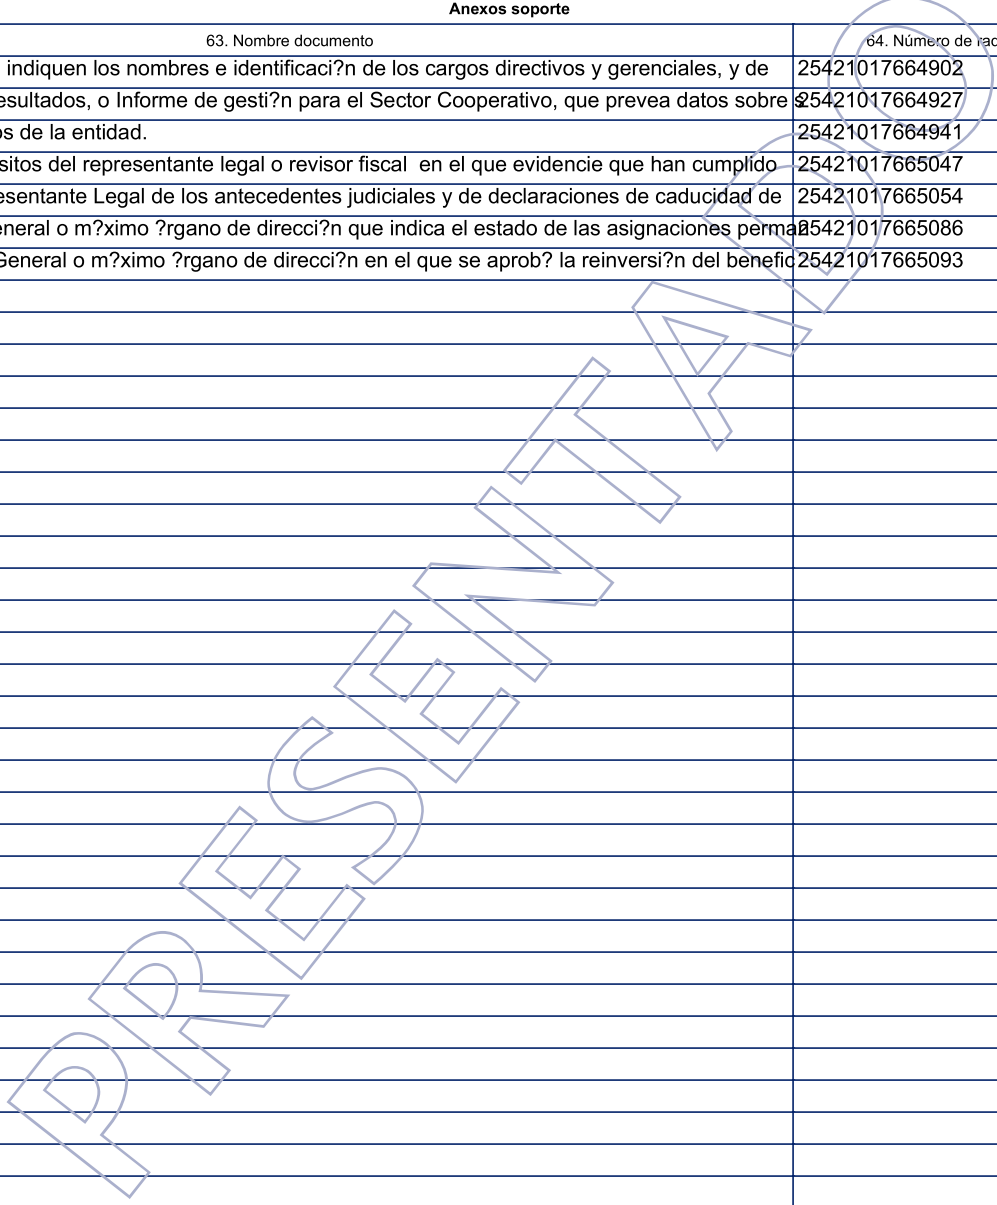 Anexos soporte
63. Nombre documento 64. Número de rad
indiquen los nombres e identificaci?n de los cargos directivos y gerenciales, y de 25421017664902
esultados, o Informe de gesti?n para el Sector Cooperativo, que prevea datos sobre s 25421017664927
os de la entidad. 25421017664941
sitos del representante legal o revisor fiscal en el que evidencie que han cumplido 25421017665047
esentante Legal de los antecedentes judiciales y de declaraciones de caducidad de 25421017665054
eneral o m?ximo ?rgano de direcci?n que indica el estado de las asignaciones perman 25421017665086
General o m?ximo ?rgano de direcci?n en el que se aprob? la reinversi?n del benefic 25421017665093
PRESENTADO